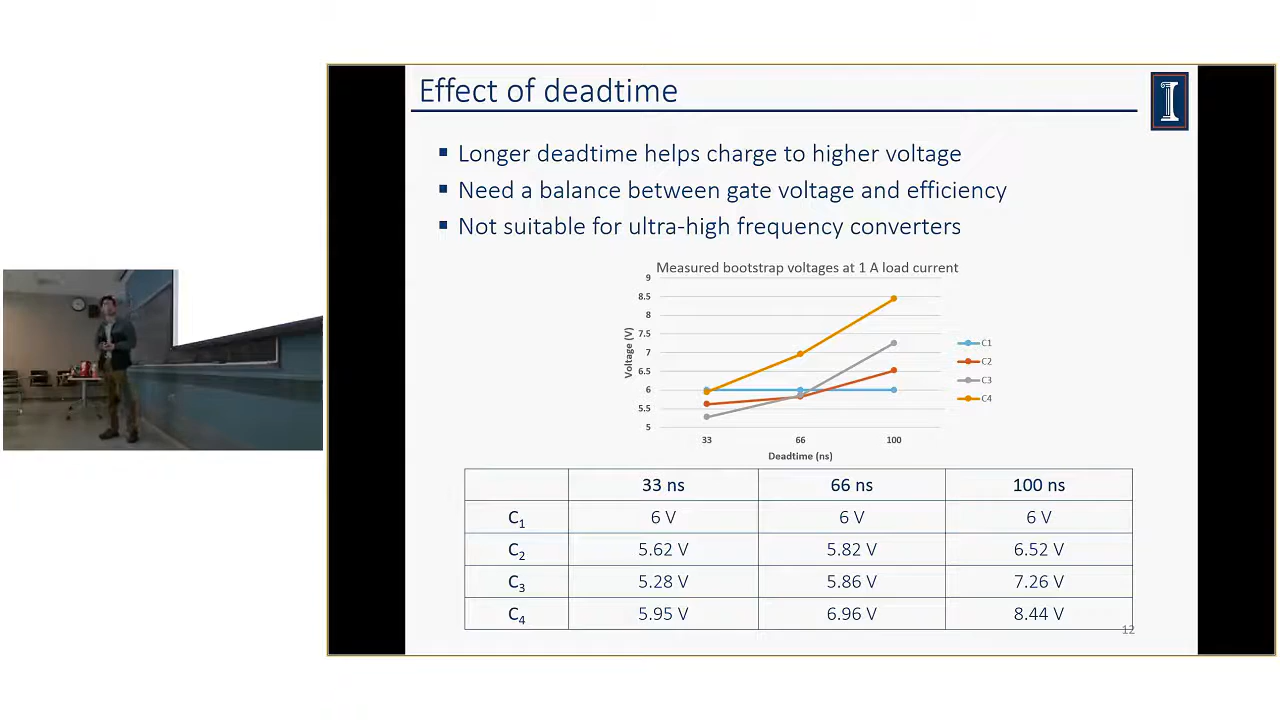 Effect of deadtime
Longer deadtime helps charge to higher voltage
Need a balance between gate voltage and efficiency
Not suitable for ultra-high frequency converters
Measured bootstrap voltages at 1 A load current
9
8.5
8
7.5
7
6.5
6
5.5
5
Voltage (V)
33 66 100
Deadtime (ns)
C1
C2
C3
C4
33 ns 66 ns 100 ns
C1 6 V 6 V 6 V
C2 5.62 V 5.82 V 6.52 V
C3 5.28 V 5.86 V 7.26 V
C4 5.95 V 6.96 V 8.44 V
12